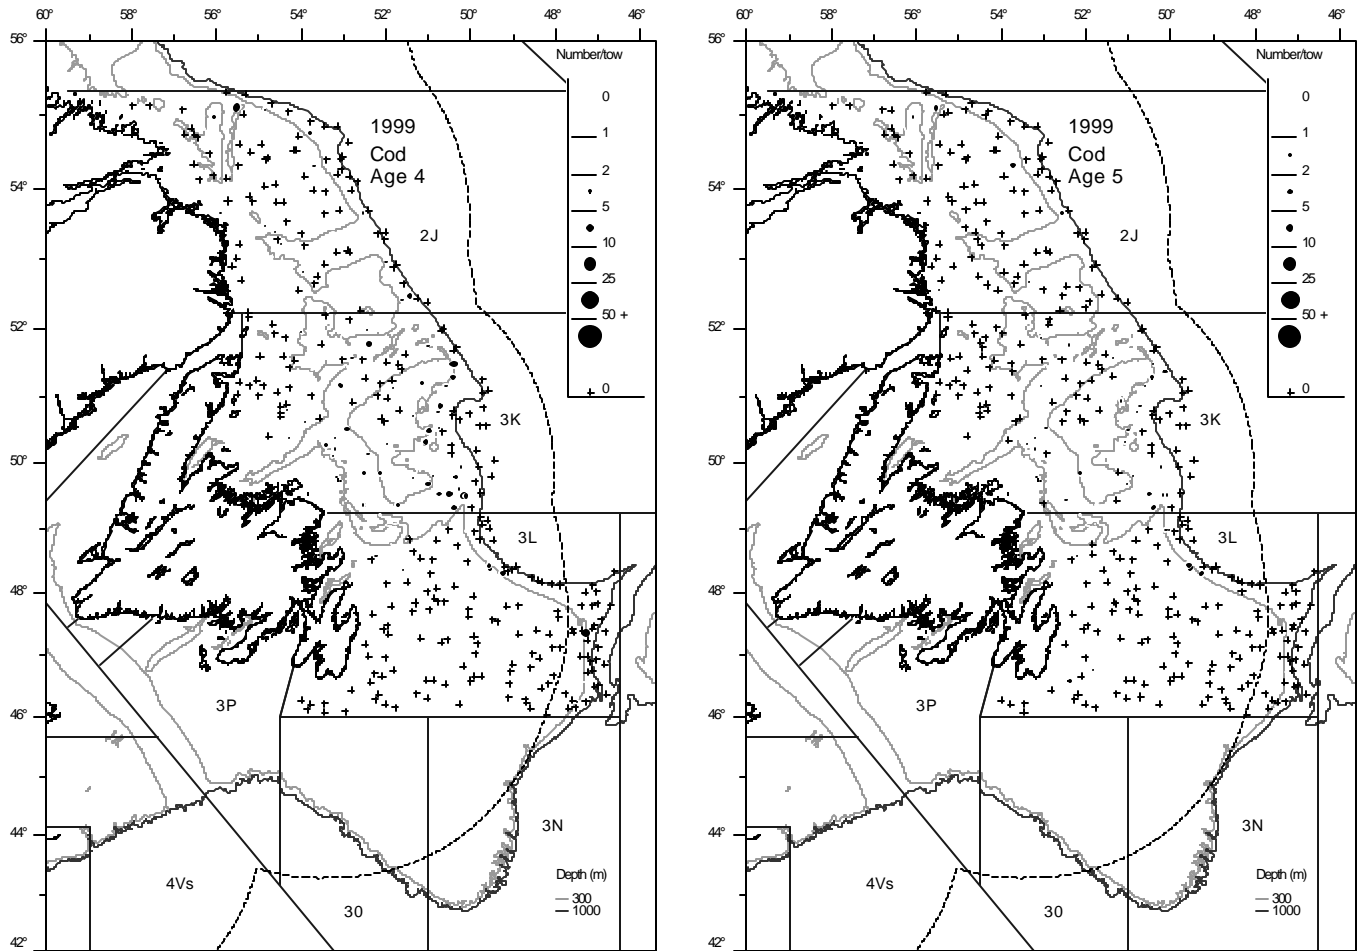 60° 58° 56° 54° 52° 50° 48° 46°
56°
54°
52°
50°
48°
46°
44°
42°
Number/tow
0
1
2
5
10
25
50 +
0
1999
Cod
Age 4
2J
3K
3L
3P
3N
4Vs
30
Depth (m)
300
1000
60° 58° 56° 54° 52° 50° 48° 46°
56°
54°
52°
50°
48°
46°
44°
42°
Number/tow
0
1
2
5
10
25
50 +
0
1999
Cod
Age 5
2J
3K
3L
3P
3N
4Vs
30
Depth (m)
300
1000